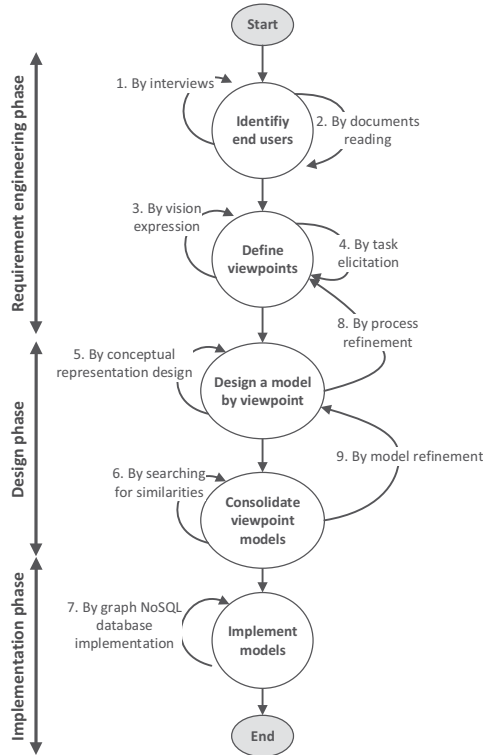 Start
Requirement engineering phase
1. By interviews
Identifiy
end users
2. By documents
reading
3. By vision
expression
Define
viewpoints
4. By task
elicitation
8. By process
refinement
Design phase
5. By conceptual
representation design
Design a model
by viewpoint
9. By model refinement
6. By searching
for similarities
Consolidate
viewpoint
models
Implementation phase
7. By graph NoSQL
database
implementation
Implement
models
End